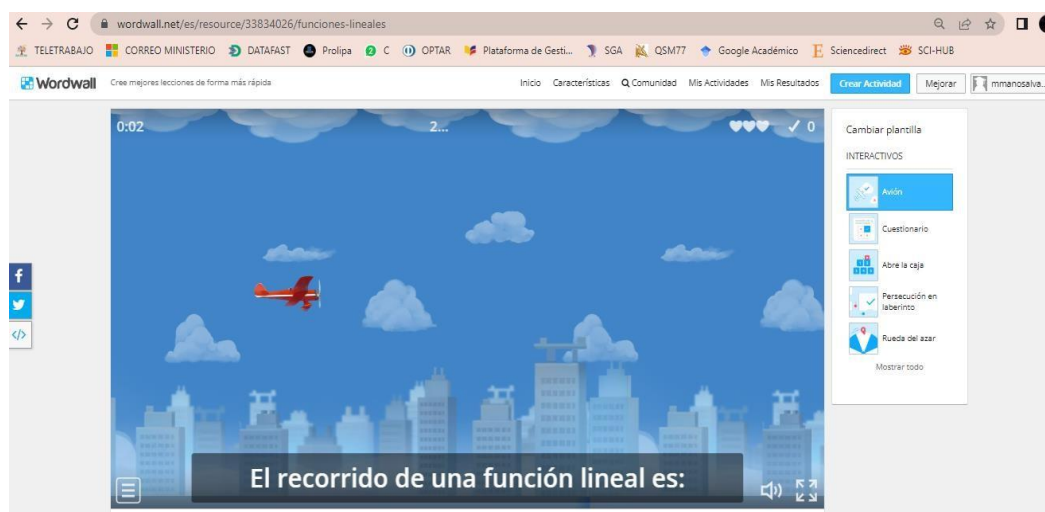 wordwall.net/es/resource/33834026/funciones-lineales
TELETRABAJO CORREO MINISTERIO DATAFAST Prolipa C OPTAR Plataforma de Gesti... SGA QSM77 Google Académico Sciencedirect SCI-HUB
Wordwall Cree mejores lecciones de forma más rápida Inicio Características Comunidad Mis Actividades Mis Resultados Crear Actividad Mejorar mmanosalva...
0:02 2... 0
Cambiar plantilla
INTERACTIVOS
Avión
Cuestionario
Abre la caja
Persecución en
laberinto
Rueda del azar
Mostrar todo
El recorrido de una función lineal es: